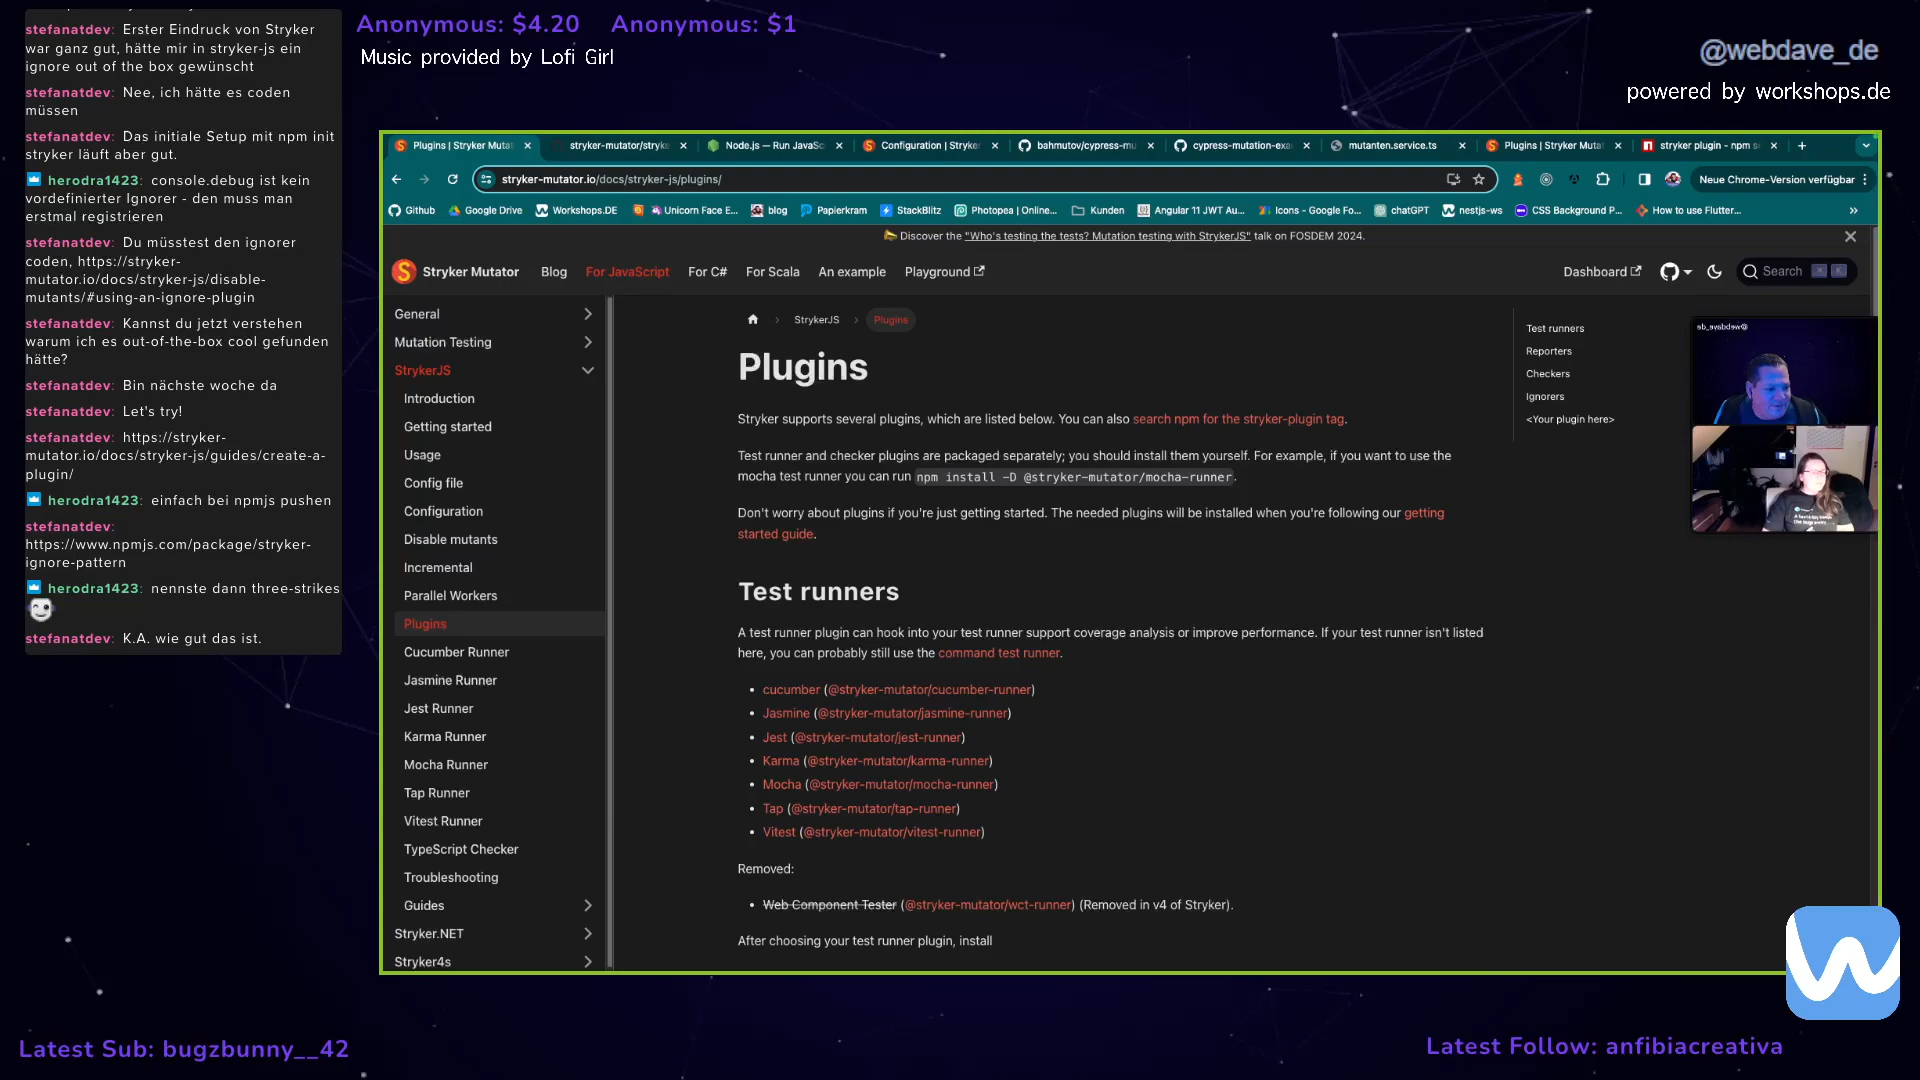 stefanatdev: Erster Eindruck von Stryker
war ganz gut, hätte mir in stryker-js ein
ignore out of the box gewünscht
stefanatdev: Nee, ich hätte es coden
müssen
stefanatdev: Das initiale Setup mit npm init
stryker läuft aber gut.
herodra1423: console.debug ist kein
vordefinierter Ignorer - den muss man
erstmal registrieren
stefanatdev: Du müsstest den ignorer
coden, https://stryker-
mutator.io/docs/stryker-js/disable-
mutants/#using-an-ignore-plugin
stefanatdev: Kannst du jetzt verstehen
warum ich es out-of-the-box cool gefunden
hätte?
stefanatdev: Bin nächste woche da
stefanatdev: Let's try!
stefanatdev: https://stryker-
mutator.io/docs/stryker-js/guides/create-a-
plugin/
herodra1423: einfach bei npmjs pushen
stefanatdev:
https://www.npmjs.com/package/stryker-
ignore-pattern
herodra1423: nennste dann three-strikes
stefanatdev: K.A. wie gut das ist.
Anonymous: $4.20 Anonymous: $1
Music provided by Lofi Girl
@webdave_de
powered by workshops.de
Plugins | Stryker Mutat
stryker-mutator/stryke
Node.js — Run JavaSc
Configuration | Stryker
bahmutov/cypress-mu
cypress-mutation-exa
mutanten.service.ts
Plugins | Stryker Mutat
stryker plugin - npm s
stryker-mutator.io/docs/stryker-js/plugins/
Neue Chrome-Version verfügbar
Github
Google Drive
Workshops.DE
Unicorn Face E...
blog
Papierkram
StackBlitz
Photopea | Online...
Kunden
Angular 11 JWT Au...
Icons - Google Fo...
chatGPT
nestjs-ws
CSS Background P...
How to use Flutter...
Discover the "Who's testing the tests? Mutation testing with StrykerJS" talk on FOSDEM 2024.
Stryker Mutator Blog For JavaScript For C# For Scala An example Playground
Dashboard
Search
General
Mutation Testing
StrykerJS
Introduction
Getting started
Usage
Config file
Configuration
Disable mutants
Incremental
Parallel Workers
Plugins
Cucumber Runner
Jasmine Runner
Jest Runner
Karma Runner
Mocha Runner
Tap Runner
Vitest Runner
TypeScript Checker
Troubleshooting
Guides
Stryker.NET
Stryker4s
StrykerJS
Plugins
Plugins
Stryker supports several plugins, which are listed below. You can also search npm for the stryker-plugin tag.
Test runner and checker plugins are packaged separately; you should install them yourself. For example, if you want to use the
mocha test runner you can run npm install -D @stryker-mutator/mocha-runner.
Don't worry about plugins if you're just getting started. The needed plugins will be installed when you're following our getting
started guide.
Test runners
A test runner plugin can hook into your test runner support coverage analysis or improve performance. If your test runner isn't listed
here, you can probably still use the command test runner.
• cucumber (@stryker-mutator/cucumber-runner)
• Jasmine (@stryker-mutator/jasmine-runner)
• Jest (@stryker-mutator/jest-runner)
• Karma (@stryker-mutator/karma-runner)
• Mocha (@stryker-mutator/mocha-runner)
• Tap (@stryker-mutator/tap-runner)
• Vitest (@stryker-mutator/vitest-runner)
Removed:
• Web Component Tester (@stryker-mutator/wct-runner) (Removed in v4 of Stryker).
After choosing your test runner plugin, install
Test runners
Reporters
Checkers
Ignorers
<Your plugin here>
@webdave_de
Latest Sub: bugzbunny__42
Latest Follow: anfibiacreativa